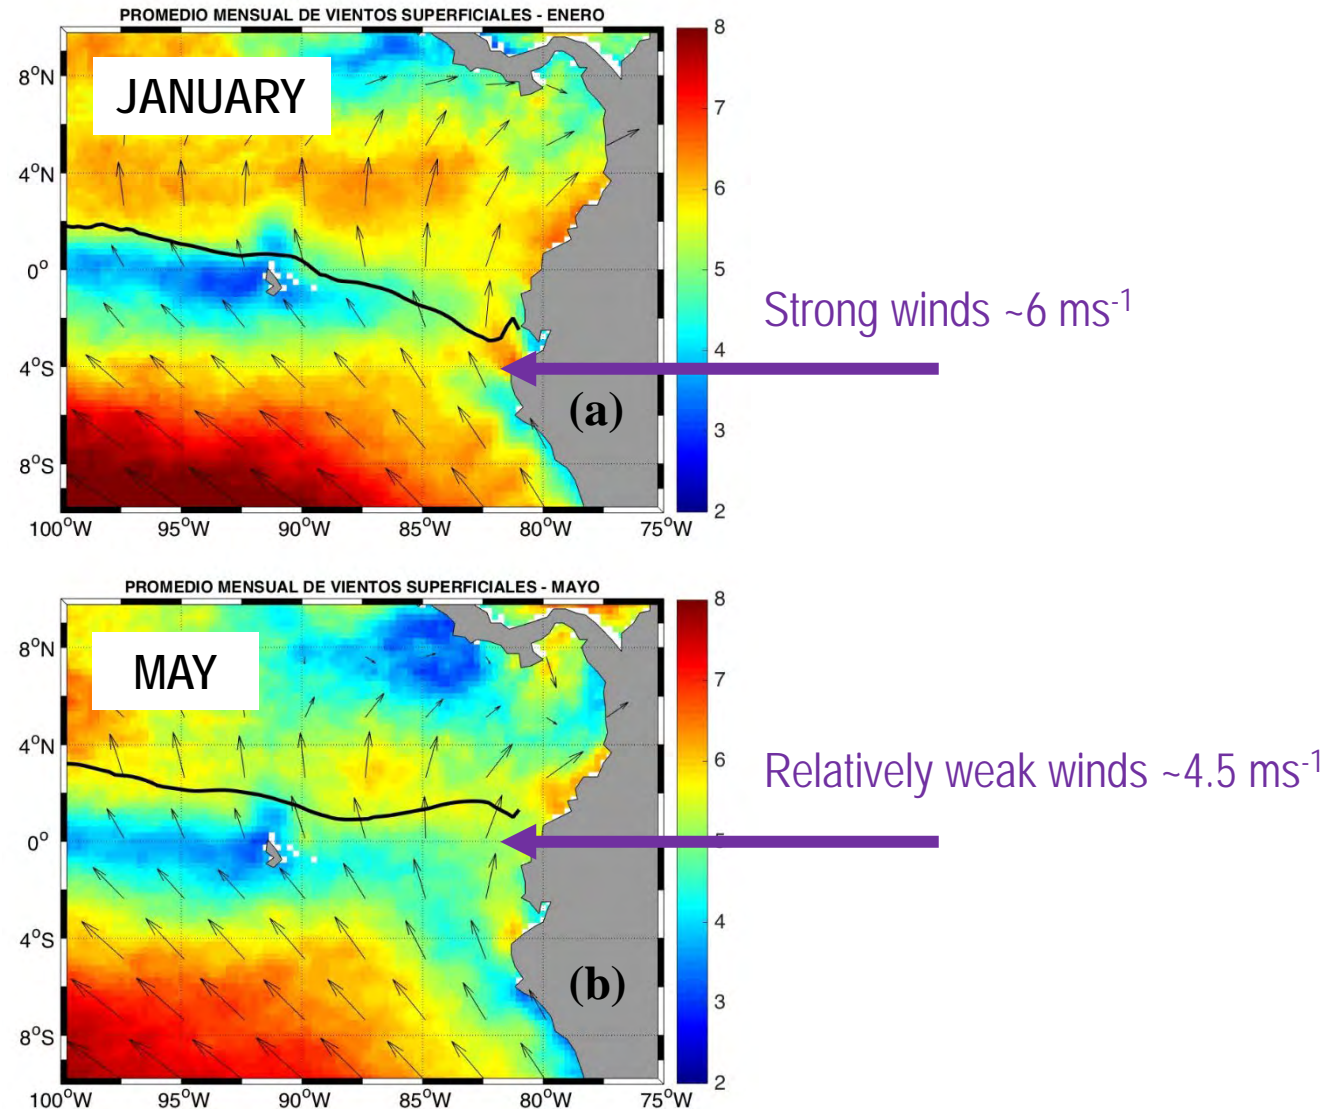 PROMEDIO MENSUAL DE VIENTOS SUPERFICIALES - ENERO
JANUARY
8°N
4°N
0°
4°S
8°S
100°W 95°W 90°W 85°W 80°W 75°W
(a)
8
7
6
5
4
3
2
Strong winds ~6 ms-1
PROMEDIO MENSUAL DE VIENTOS SUPERFICIALES - MAYO
MAY
8°N
4°N
0°
4°S
8°S
100°W 95°W 90°W 85°W 80°W 75°W
(b)
8
7
6
5
4
3
2
Relatively weak winds ~4.5 ms-1